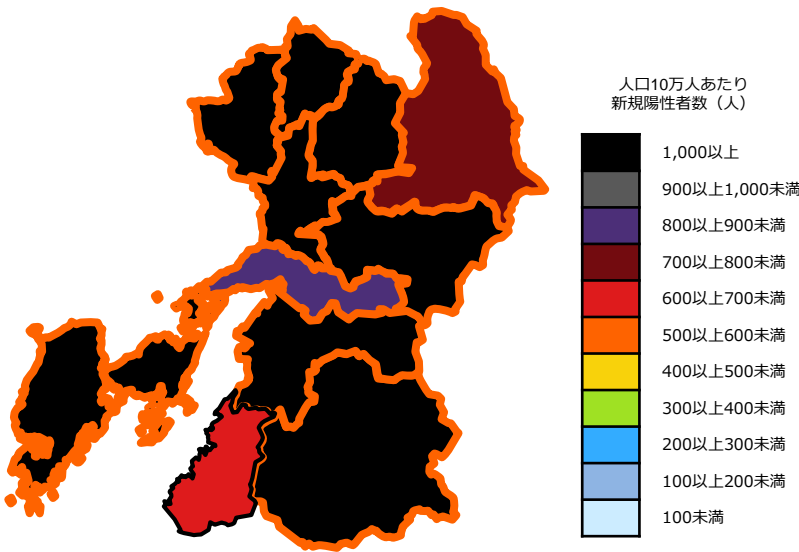 人口10万人あたり
新規陽性者数（人）
1,000以上
900以上1,000未満
800以上900未満
700以上800未満
600以上700未満
500以上600未満
400以上500未満
300以上400未満
200以上300未満
100以上200未満
100未満